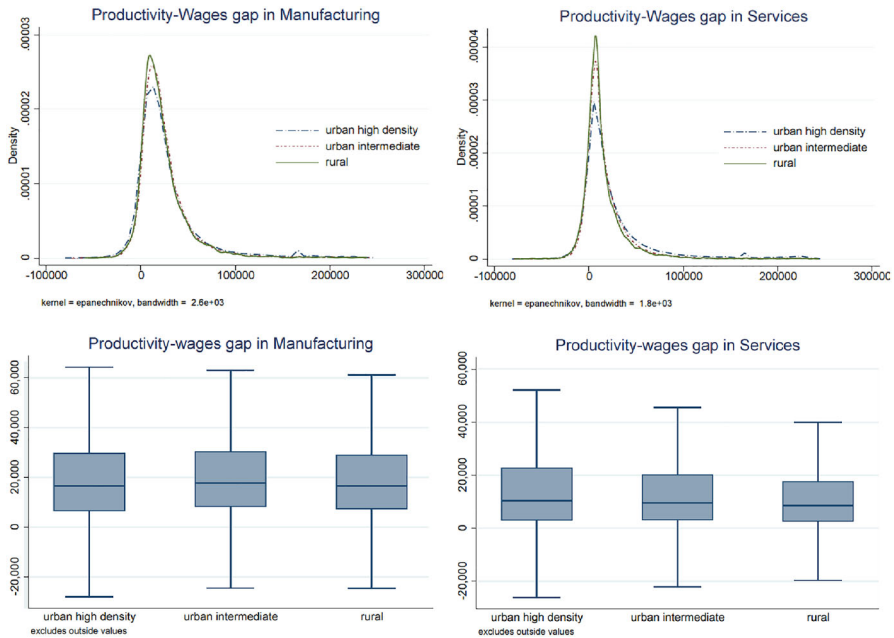 Productivity-Wages gap in Manufacturing
.00003
.00002
.00001
0
Density
urban high density
urban intermediate
rural
-100000 0 100000 200000 300000
kernel = epanechnikov, bandwidth = 2.6e+03
Productivity-Wages gap in Services
.00004
.00003
.00002
.00001
0
Density
urban high density
urban intermediate
rural
-100000 0 100000 200000 300000
kernel = epanechnikov, bandwidth = 1.8e+03
Productivity-wages gap in Manufacturing
60,000
40,000
20,000
0
-20,000
urban high density urban intermediate rural
excludes outside values
Productivity-wages gap in Services
60,000
40,000
20,000
0
-20,000
urban high density urban intermediate rural
excludes outside values